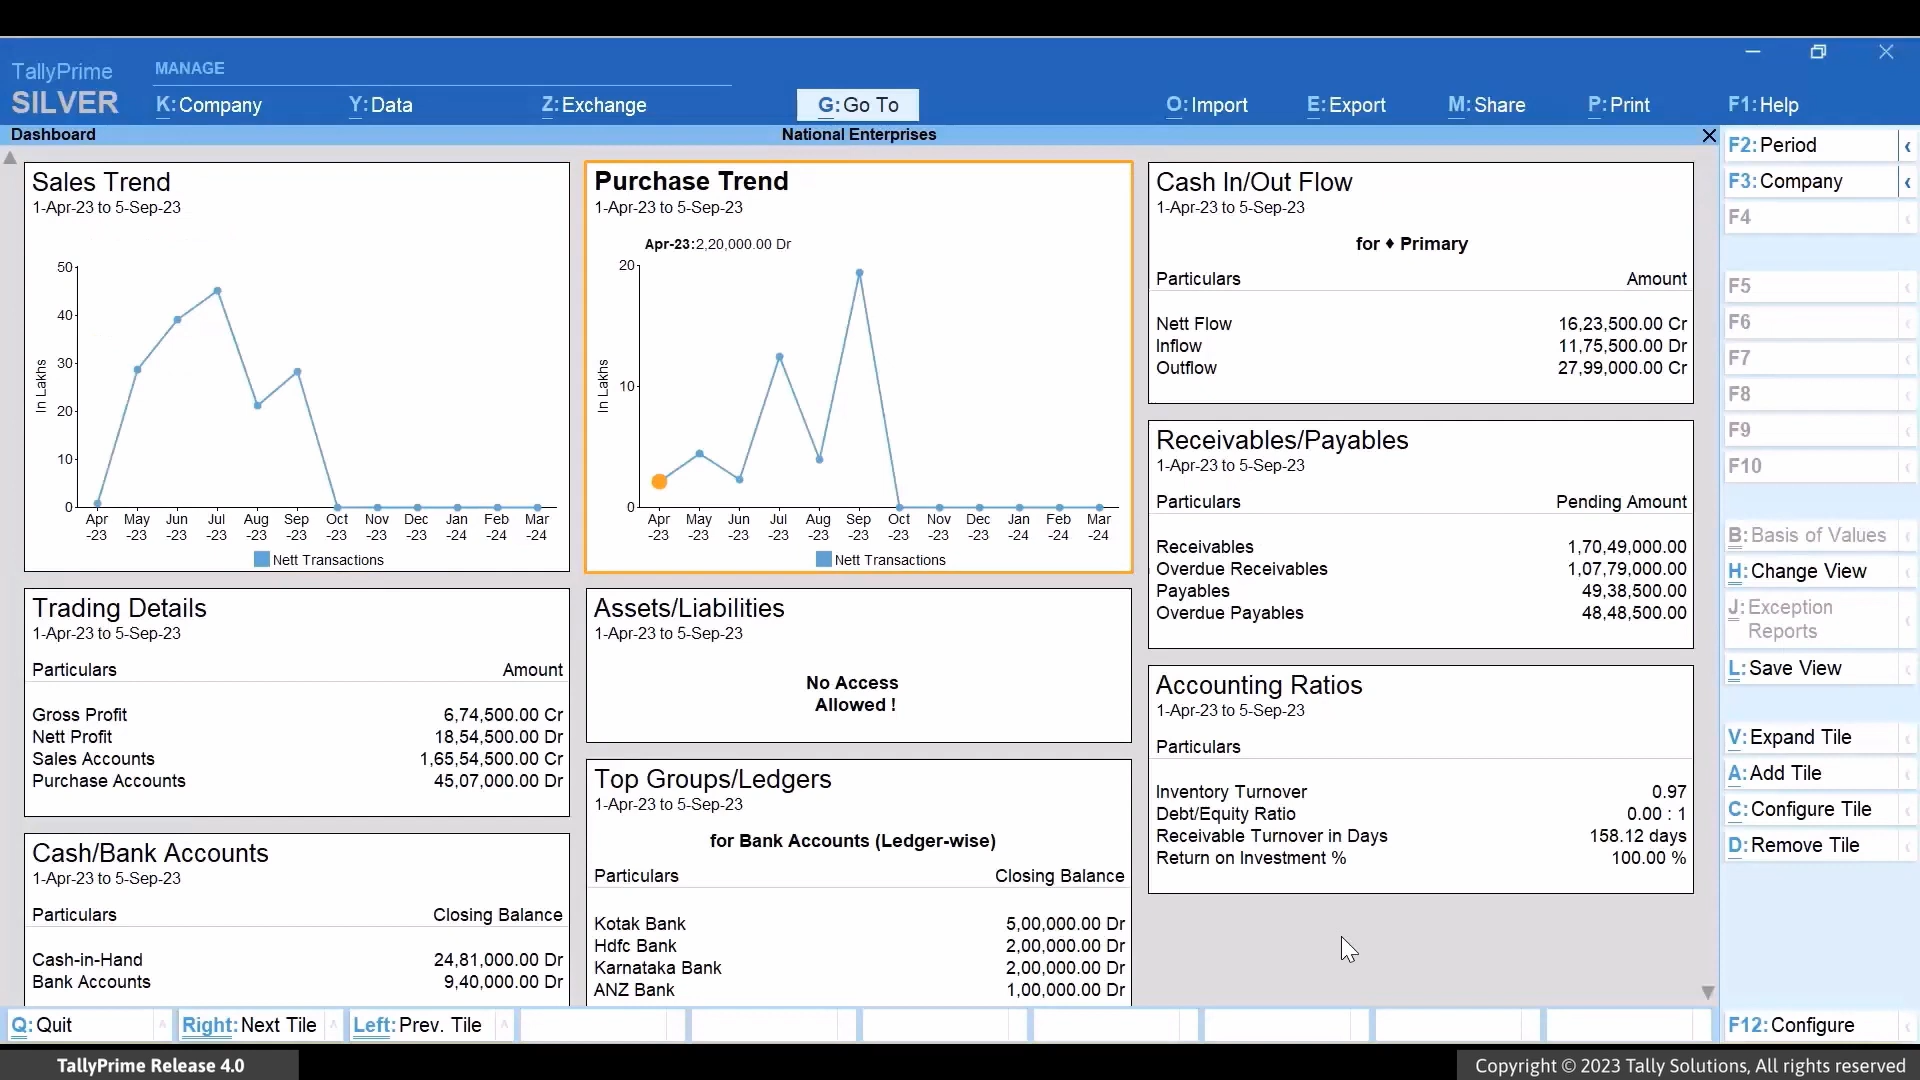 TallyPrime
SILVER
MANAGE
K: Company
Y: Data
Z: Exchange
G: Go To
O: Import
E: Export
M: Share
P: Print
F1: Help
Dashboard
National Enterprises
Sales Trend
1-Apr-23 to 5-Sep-23
50
40
30
20
10
0
In Lakhs
Apr May Jun Jul Aug Sep Oct Nov Dec Jan Feb Mar
-23 -23 -23 -23 -23 -23 -23 -23 -23 -24 -24 -24
Nett Transactions
Purchase Trend
1-Apr-23 to 5-Sep-23
Apr-23:2,20,000.00 Dr
20
10
0
In Lakhs
Apr May Jun Jul Aug Sep Oct Nov Dec Jan Feb Mar
-23 -23 -23 -23 -23 -23 -23 -23 -23 -24 -24 -24
Nett Transactions
Cash In/Out Flow
1-Apr-23 to 5-Sep-23
for ♦ Primary
Particulars Amount
Nett Flow 16,23,500.00 Cr
Inflow 11,75,500.00 Dr
Outflow 27,99,000.00 Cr
Receivables/Payables
1-Apr-23 to 5-Sep-23
Particulars Pending Amount
Receivables 1,70,49,000.00
Overdue Receivables 1,07,79,000.00
Payables 49,38,500.00
Overdue Payables 48,48,500.00
Trading Details
1-Apr-23 to 5-Sep-23
Particulars Amount
Gross Profit 6,74,500.00 Cr
Nett Profit 18,54,500.00 Dr
Sales Accounts 1,65,54,500.00 Cr
Purchase Accounts 45,07,000.00 Dr
Assets/Liabilities
1-Apr-23 to 5-Sep-23
No Access
Allowed !
Accounting Ratios
1-Apr-23 to 5-Sep-23
Particulars
Inventory Turnover 0.97
Debt/Equity Ratio 0.00 : 1
Receivable Turnover in Days 158.12 days
Return on Investment % 100.00 %
Cash/Bank Accounts
1-Apr-23 to 5-Sep-23
Particulars Closing Balance
Cash-in-Hand 24,81,000.00 Dr
Bank Accounts 9,40,000.00 Dr
Top Groups/Ledgers
1-Apr-23 to 5-Sep-23
for Bank Accounts (Ledger-wise)
Particulars Closing Balance
Kotak Bank 5,00,000.00 Dr
Hdfc Bank 2,00,000.00 Dr
Karnataka Bank 2,00,000.00 Dr
ANZ Bank 1,00,000.00 Dr
F2: Period
F3: Company
F4
F5
F6
F7
F8
F9
F10
B: Basis of Values
H: Change View
J: Exception
Reports
L: Save View
V: Expand Tile
A: Add Tile
C: Configure Tile
D: Remove Tile
F12: Configure
Q: Quit
Right: Next Tile
Left: Prev. Tile
TallyPrime Release 4.0
Copyright © 2023 Tally Solutions, All rights reserved